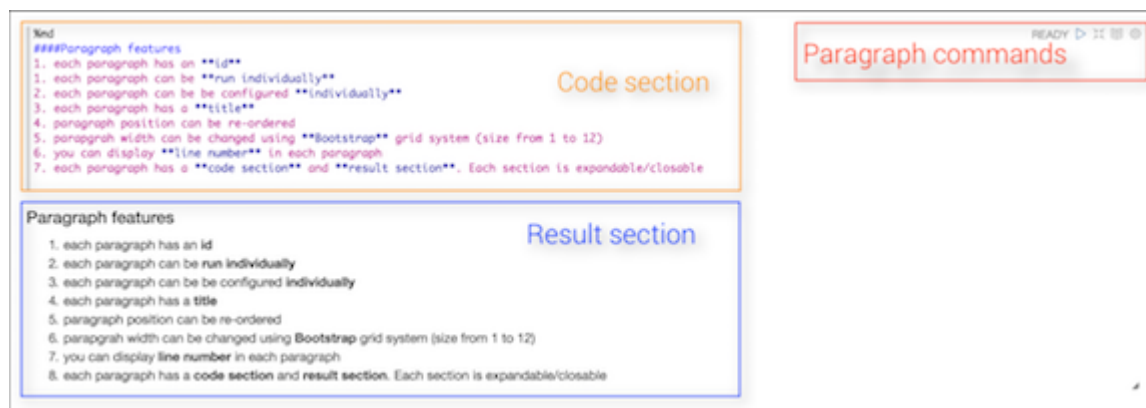 %md
####Paragraph features
1. each paragraph has an **id**
1. each paragraph can be **run individually**
2. each paragraph can be be configured **individually**
3. each paragraph has a **title**
4. paragraph position can be re-ordered
5. parapgrah width can be changed using **Bootstrap** grid system (size from 1 to 12)
6. you can display **line number** in each paragraph
7. each paragraph has a **code section** and **result section**. Each section is expandable/closable
Code section
READY
Paragraph commands
Paragraph features
Result section
1. each paragraph has an id
2. each paragraph can be run individually
3. each paragraph can be be configured individually
4. each paragraph has a title
5. paragraph position can be re-ordered
6. parapgrah width can be changed using Bootstrap grid system (size from 1 to 12)
7. you can display line number in each paragraph
8. each paragraph has a code section and result section. Each section is expandable/closable